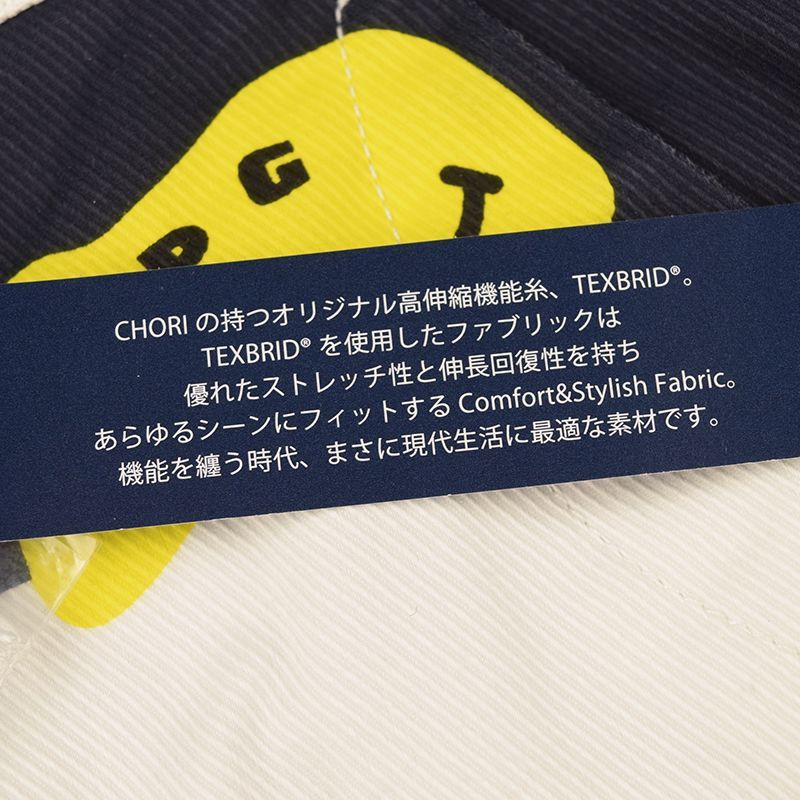 P G T
CHORI の持つオリジナル高伸縮機能糸、TEXBRID®。
TEXBRID® を使用したファブリックは
優れたストレッチ性と伸長回復性を持ち
あらゆるシーンにフィットする Comfort&Stylish Fabric。
機能を纏う時代、まさに現代生活に最適な素材です。